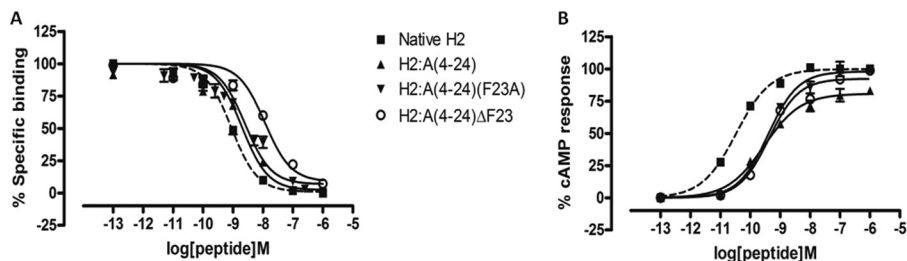 A
% Specific binding
125
100
75
50
25
0
-25
-13 -12 -11 -10 -9 -8 -7 -6 -5
log[peptide]M
Native H2
H2:A(4-24)
H2:A(4-24)(F23A)
H2:A(4-24)ΔF23
B
% cAMP response
125
100
75
50
25
0
-25
-13 -12 -11 -10 -9 -8 -7 -6 -5
log[peptide]M